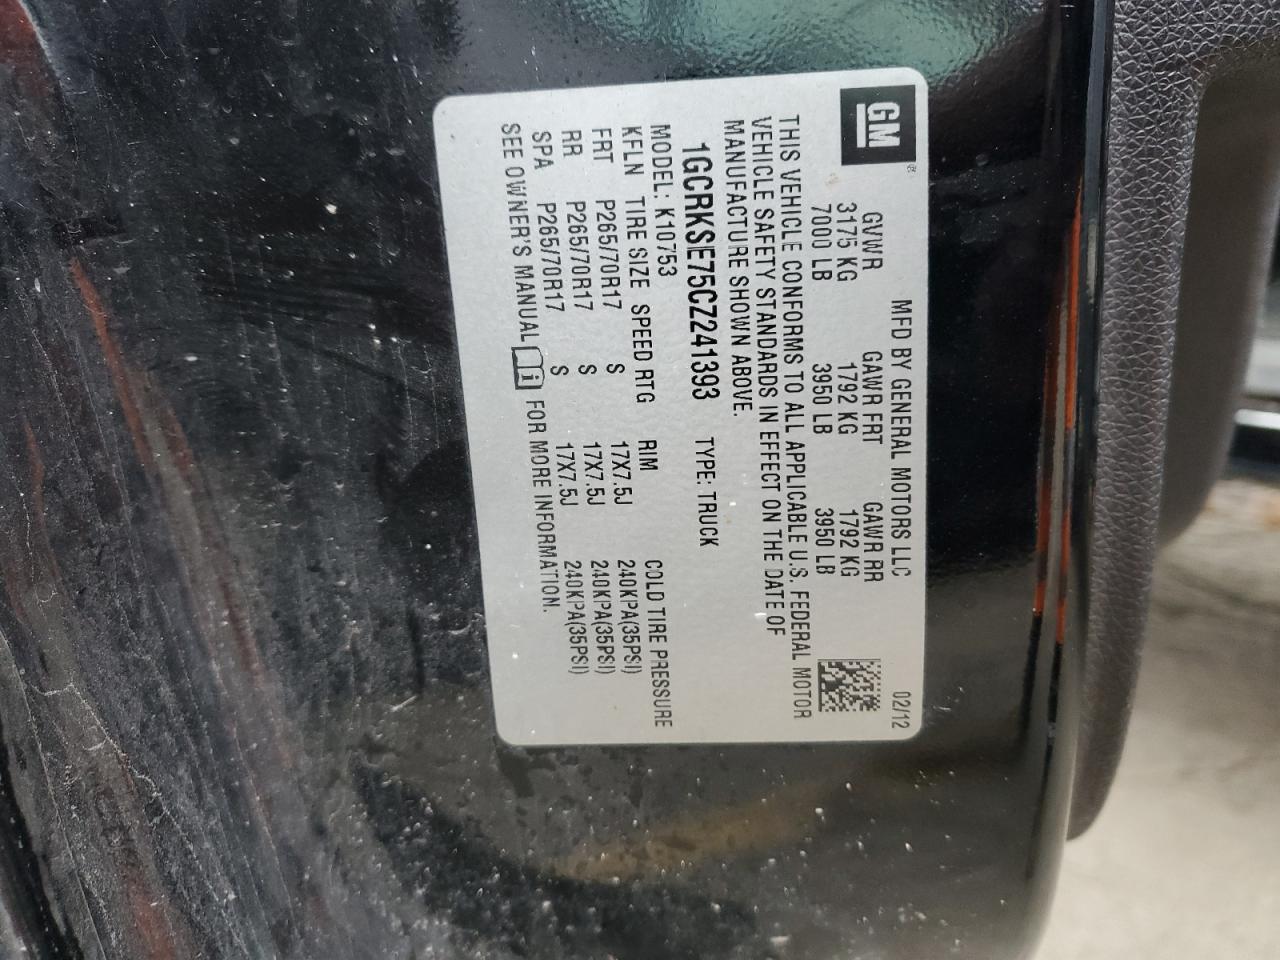 GM
MFD BY GENERAL MOTORS LLC 02/12
GVWR GAWR FRT GAWR RR
3175 KG 1792 KG 1792 KG
7000 LB 3950 LB 3950 LB
THIS VEHICLE CONFORMS TO ALL APPLICABLE U.S. FEDERAL MOTOR
VEHICLE SAFETY STANDARDS IN EFFECT ON THE DATE OF
MANUFACTURE SHOWN ABOVE.
1GCRKSE75CZ241393 TYPE: TRUCK
MODEL: K10753
KFLN TIRE SIZE SPEED RTG RIM COLD TIRE PRESSURE
FRT P265/70R17 S 17X7.5J 240KPA(35PSI)
RR P265/70R17 S 17X7.5J 240KPA(35PSI)
SPA P265/70R17 S 17X7.5J 240KPA(35PSI)
SEE OWNER'S MANUAL FOR MORE INFORMATION.